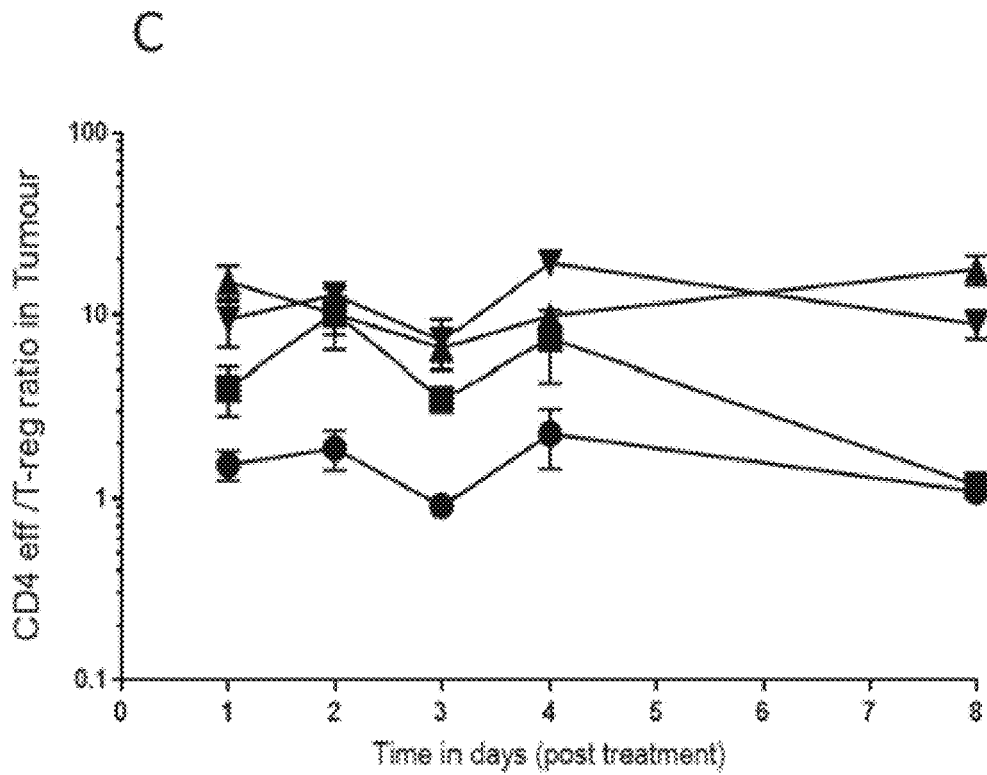 C
100
10
1
0.1
CD4 eff /T-reg ratio in Tumour
0 1 2 3 4 5 6 7 8
Time in days (post treatment)